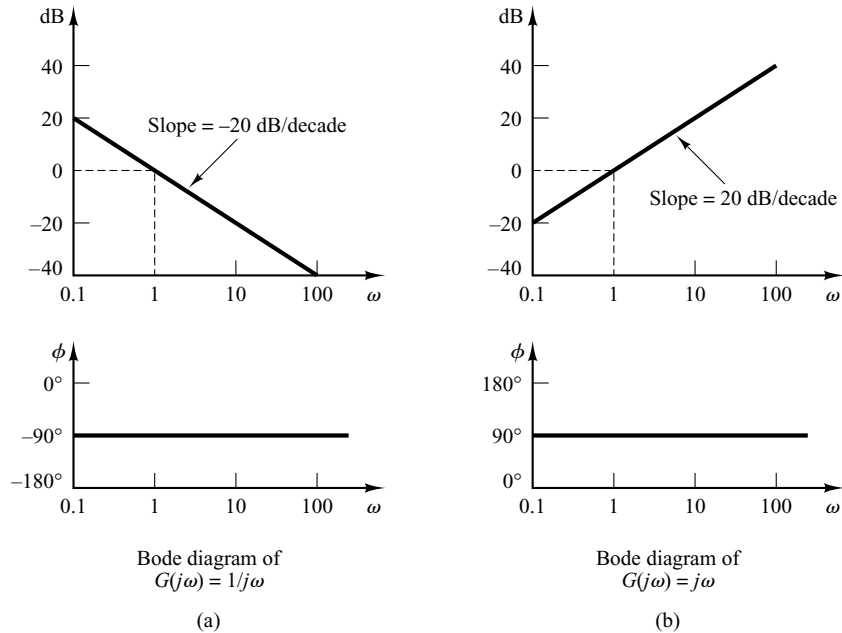 dB
40
20
0
–20
–40
Slope = –20 dB/decade
0.1
1
10
100
ω
ϕ
0°
–90°
–180°
0.1
1
10
100
ω
Bode diagram of
G(jω) = 1/jω
(a)
dB
40
20
0
–20
–40
Slope = 20 dB/decade
0.1
1
10
100
ω
ϕ
180°
90°
0°
0.1
1
10
100
ω
Bode diagram of
G(jω) = jω
(b)